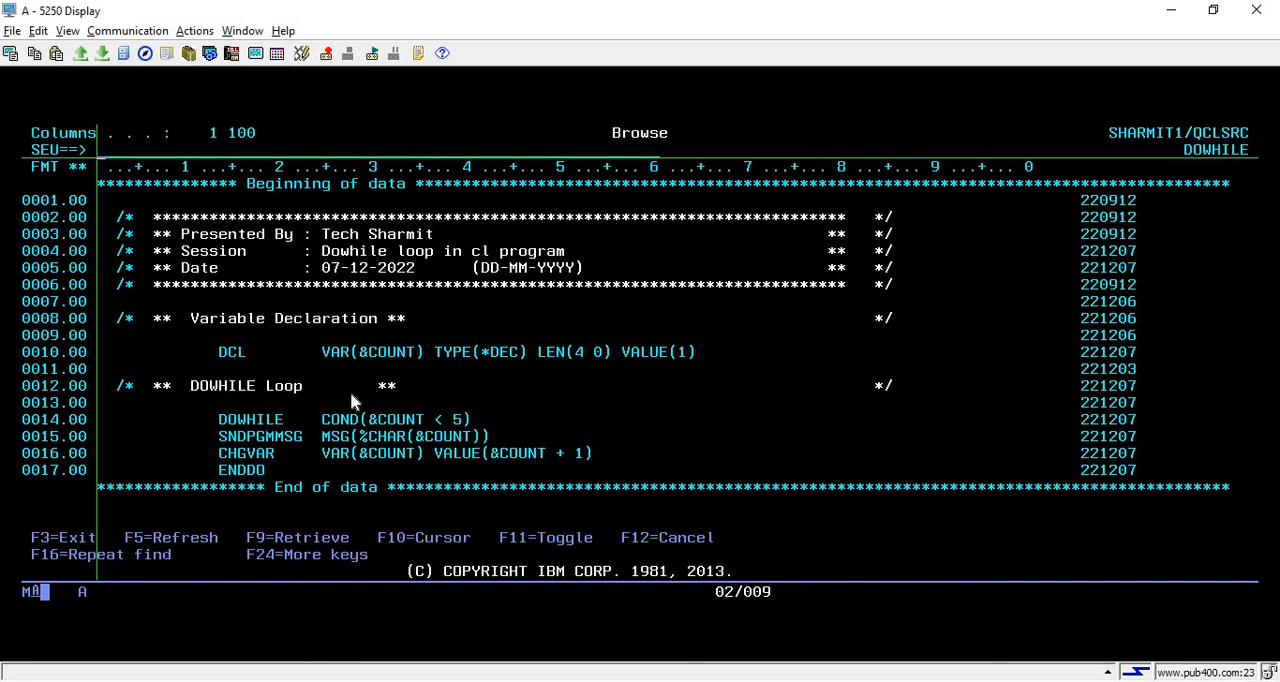 A - 5250 Display
File Edit View Communication Actions Window Help
Columns . . . : 1 100 Browse SHARMIT1/QCLSRC
SEU==> DOWHILE
FMT ** ...+... 1 ...+... 2 ...+... 3 ...+... 4 ...+... 5 ...+... 6 ...+... 7 ...+... 8 ...+... 9 ...+... 0
*************** Beginning of data ***************************************************************************************
0001.00 220912
0002.00 /* ************************************************************************** */ 220912
0003.00 /* ** Presented By : Tech Sharmit ** */ 220912
0004.00 /* ** Session : Dowhile loop in cl program ** */ 221207
0005.00 /* ** Date : 07-12-2022 (DD-MM-YYYY) ** */ 221207
0006.00 /* ************************************************************************** */ 220912
0007.00 221206
0008.00 /* ** Variable Declaration ** */ 221206
0009.00 221206
0010.00 DCL VAR(&COUNT) TYPE(*DEC) LEN(4 0) VALUE(1) 221207
0011.00 221203
0012.00 /* ** DOWHILE Loop ** */ 221207
0013.00 221207
0014.00 DOWHILE COND(&COUNT < 5) 221207
0015.00 SNDPGMMSG MSG(%CHAR(&COUNT)) 221207
0016.00 CHGVAR VAR(&COUNT) VALUE(&COUNT + 1) 221207
0017.00 ENDDO 221207
****************** End of data ******************************************************************************************
F3=Exit F5=Refresh F9=Retrieve F10=Cursor F11=Toggle F12=Cancel
F16=Repeat find F24=More keys
(C) COPYRIGHT IBM CORP. 1981, 2013.
A 02/009
www.pub400.com:23